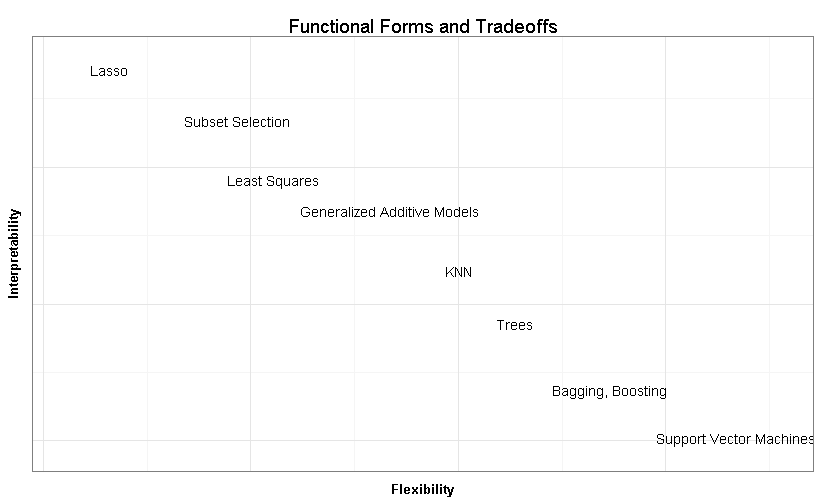 Functional Forms and Tradeoffs
Lasso
Subset Selection
Least Squares
Generalized Additive Models
KNN
Trees
Bagging, Boosting
Support Vector Machines
Interpretability
Flexibility